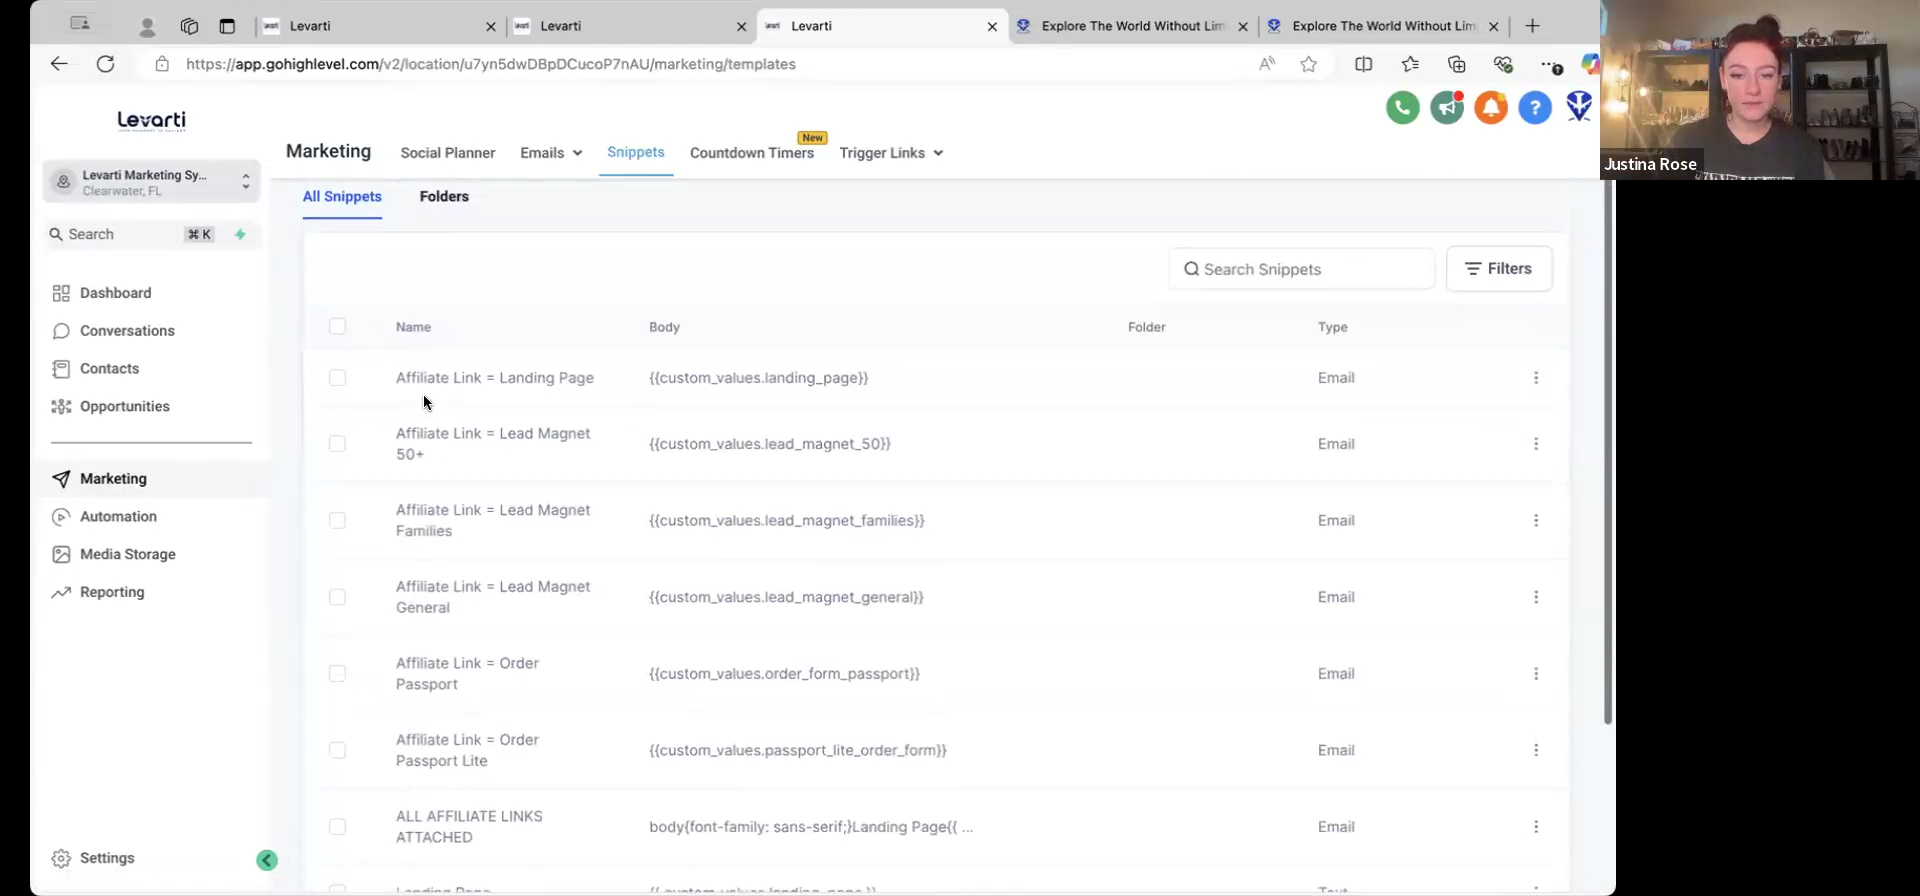 Levarti
Levarti
Levarti
Explore The World Without Lim
Explore The World Without Lim
https://app.gohighlevel.com/v2/location/u7yn5dwDBpDCucoP7nAU/marketing/templates
Levarti
Levarti Marketing Sy...
Clearwater, FL
Search
⌘ K
Dashboard
Conversations
Contacts
Opportunities
Marketing
Automation
Media Storage
Reporting
Settings
Marketing
Social Planner
Emails
Snippets
Countdown Timers
New
Trigger Links
All Snippets
Folders
Search Snippets
Filters
Name Body Folder Type
Affiliate Link = Landing Page {{custom_values.landing_page}} Email
Affiliate Link = Lead Magnet
50+
{{custom_values.lead_magnet_50}} Email
Affiliate Link = Lead Magnet
Families
{{custom_values.lead_magnet_families}} Email
Affiliate Link = Lead Magnet
General
{{custom_values.lead_magnet_general}} Email
Affiliate Link = Order
Passport
{{custom_values.order_form_passport}} Email
Affiliate Link = Order
Passport Lite
{{custom_values.passport_lite_order_form}} Email
ALL AFFILIATE LINKS
ATTACHED
body{font-family: sans-serif;}Landing Page{{ ... Email
Justina Rose